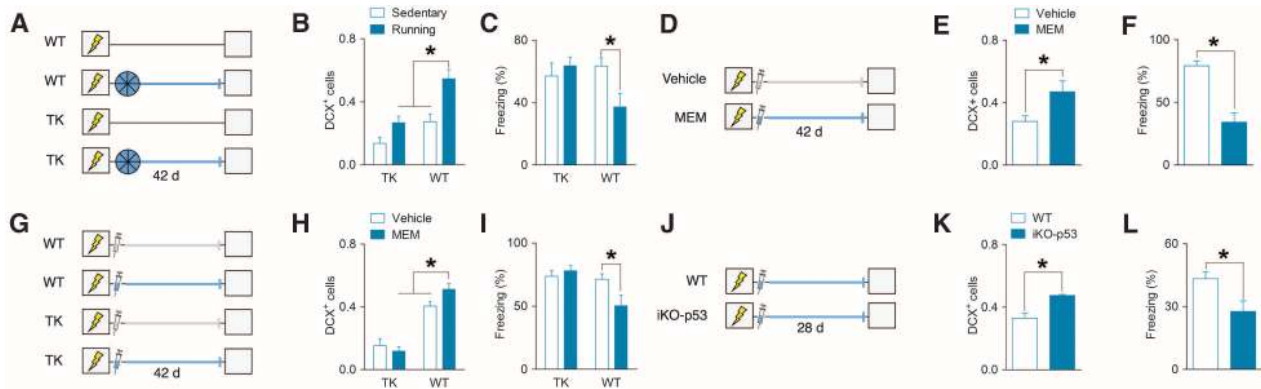 A
WT
WT
TK
TK
42 d
B
Sedentary
Running
DCX⁺ cells
0.8
0.4
0.0
*
TK WT
C
Freezing (%)
80
40
0
*
TK WT
D
Vehicle
MEM
42 d
E
Vehicle
MEM
DCX+ cells
0.8
0.4
0.0
*
F
Freezing (%)
100
50
0
*
G
WT
WT
TK
TK
42 d
H
Vehicle
MEM
DCX⁺ cells
0.8
0.4
0.0
*
TK WT
I
Freezing (%)
100
50
0
*
TK WT
J
WT
iKO-p53
28 d
K
WT
iKO-p53
DCX⁺ cells
0.8
0.4
0.0
*
L
Freezing (%)
60
30
0
*